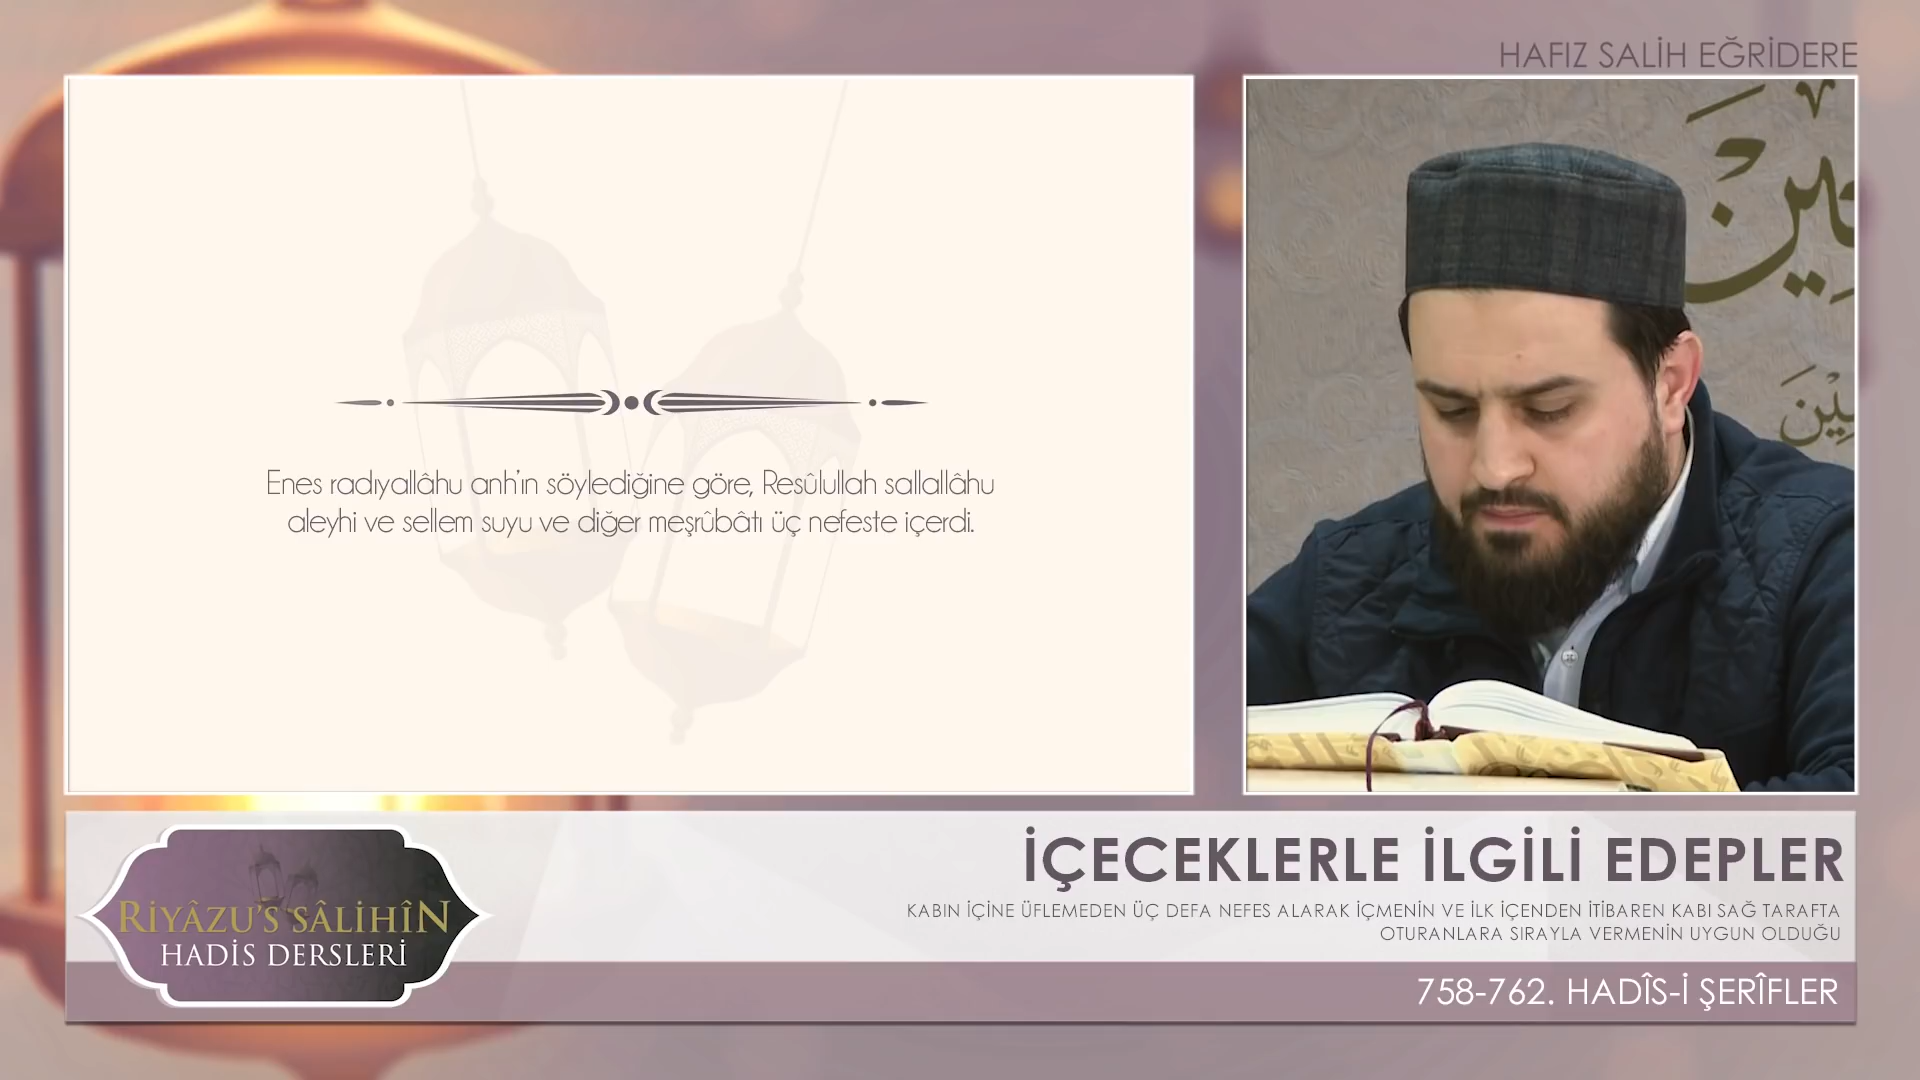 HAFIZ SALİH EĞRİDERE
Enes radıyallâhu anh'ın söylediğine göre, Resûlullah sallallâhu
aleyhi ve sellem suyu ve diğer meşrûbâtı üç nefeste içerdi.
RİYÂZU'S SÂLİHÎN
HADİS DERSLERİ
İÇECEKLERLE İLGİLİ EDEPLER
KABIN İÇİNE ÜFLEMEDEN ÜÇ DEFA NEFES ALARAK İÇMENİN VE İLK İÇENDEN İTİBAREN KABI SAĞ TARAFTA
OTURANLARA SIRAYLA VERMENİN UYGUN OLDUĞU
758-762. HADÎS-İ ŞERÎFLER